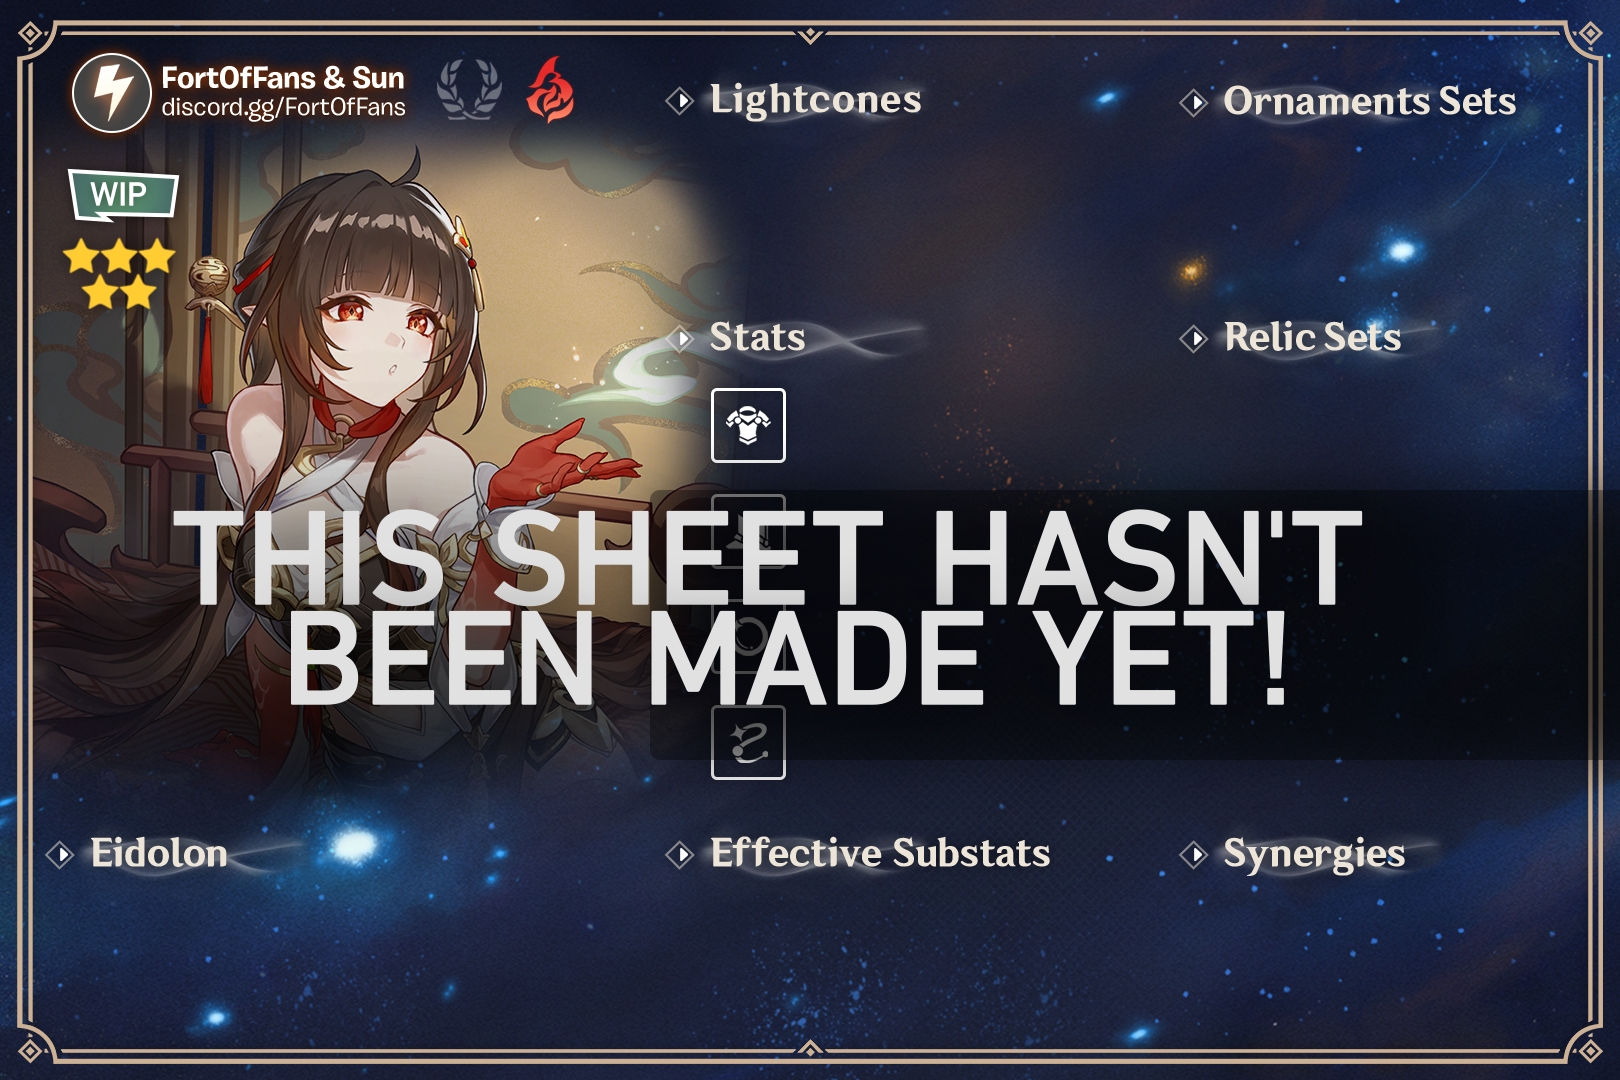 FortOfFans & Sun
discord.gg/FortOfFans
WIP
Lightcones
Ornaments Sets
Stats
Relic Sets
THIS SHEET HASN'T
BEEN MADE YET!
Eidolon
Effective Substats
Synergies